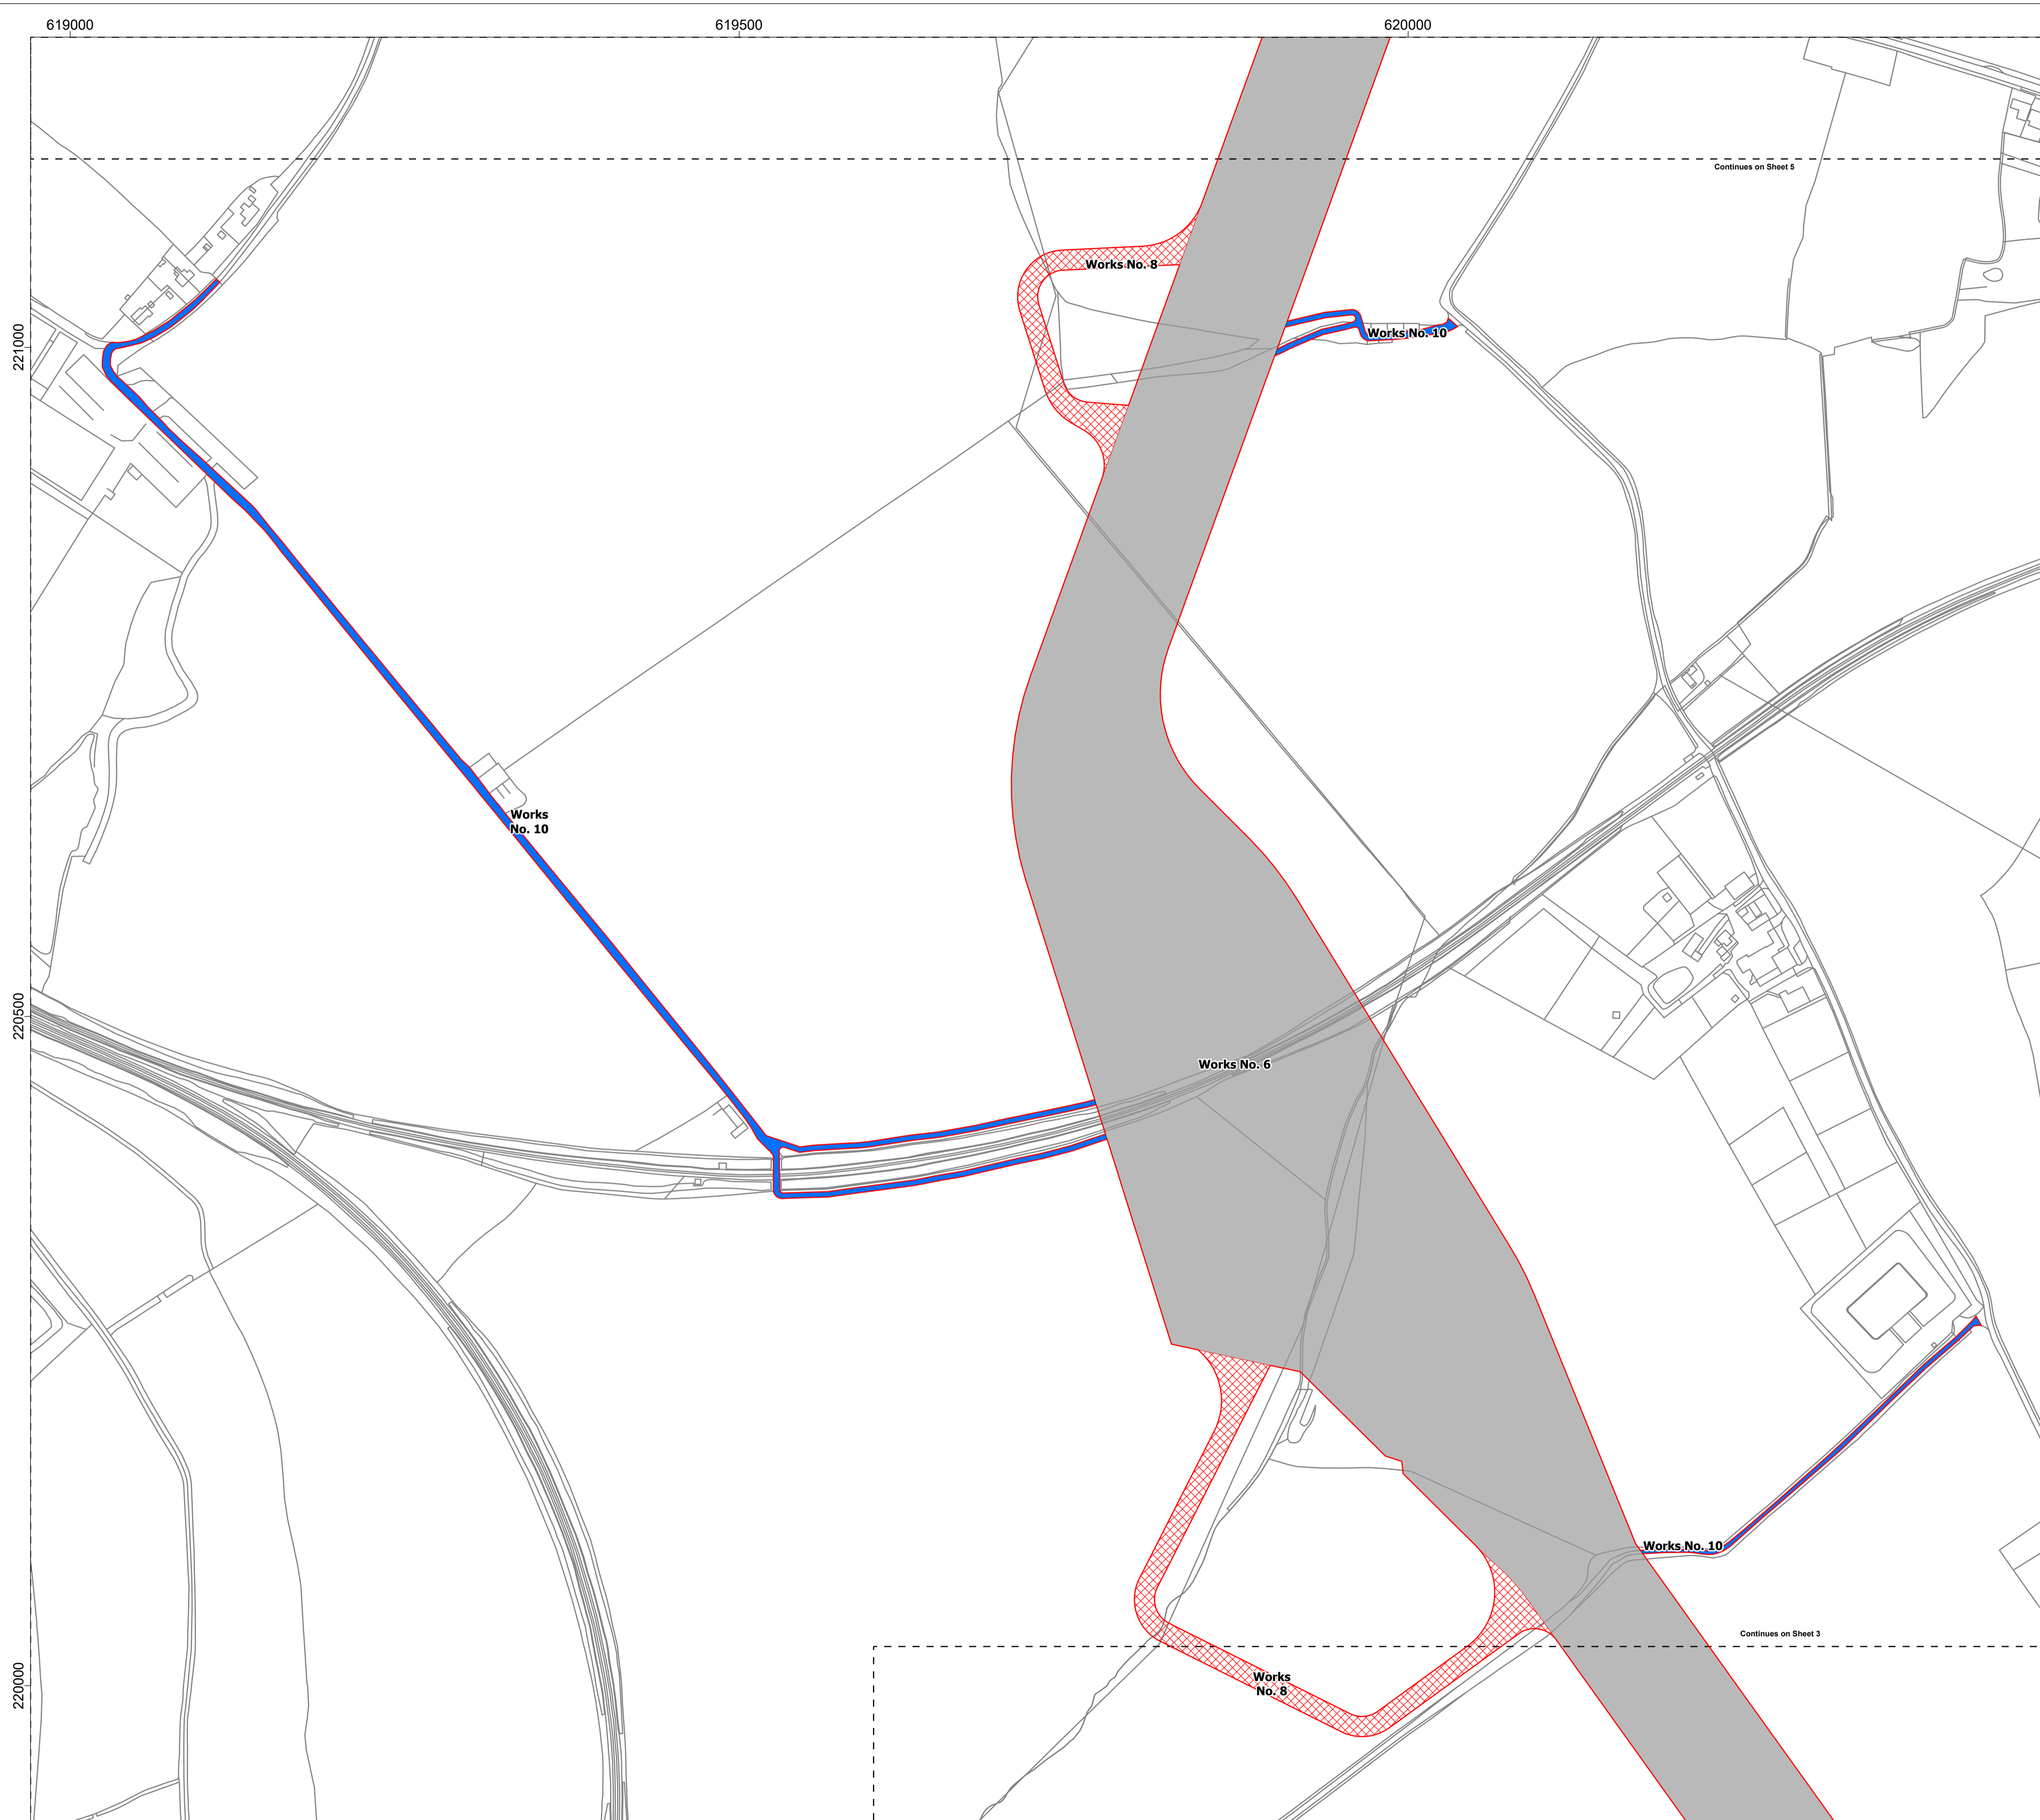 619000
619500
620000
Continues on Sheet 5
Works No. 8
221000
Works No. 10
Works
No. 10
220500
Works No. 6
Works No. 10
Continues on Sheet 3
220000
Works
No. 8